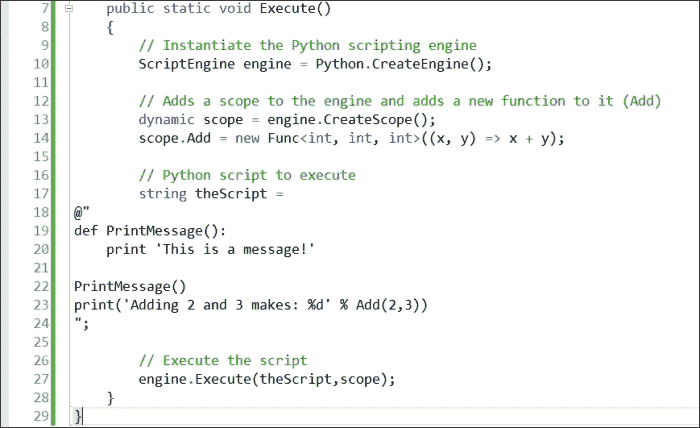 7 public static void Execute()
8 {
9 // Instantiate the Python scripting engine
10 ScriptEngine engine = Python.CreateEngine();
11
12 // Adds a scope to the engine and adds a new function to it (Add)
13 dynamic scope = engine.CreateScope();
14 scope.Add = new Func<int, int, int>((x, y) => x + y);
15
16 // Python script to execute
17 string theScript =
18 @"
19 def PrintMessage():
20 print 'This is a message!'
21
22 PrintMessage()
23 print('Adding 2 and 3 makes: %d' % Add(2,3))
24 ";
25
26 // Execute the script
27 engine.Execute(theScript,scope);
28 }
29 }